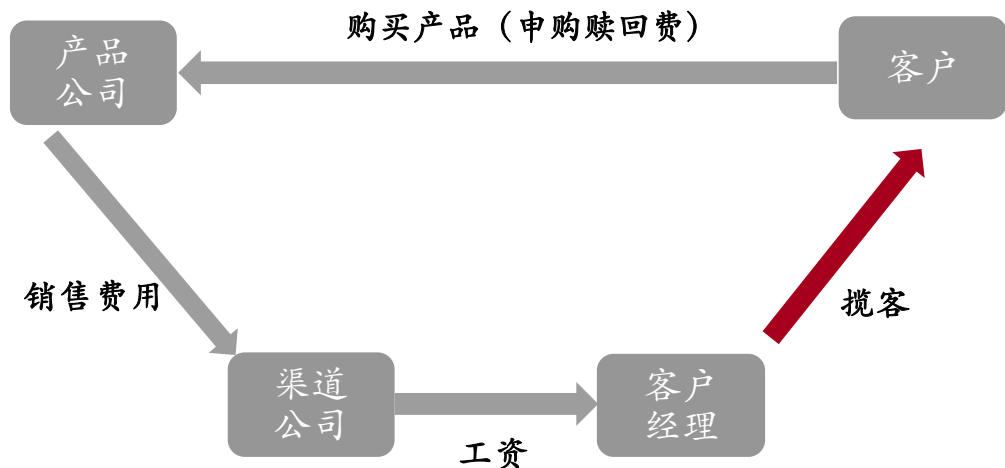 购买产品（申购赎回费）
产品
公司
客户
销售费用
揽客
渠道
公司
客户
经理
工资